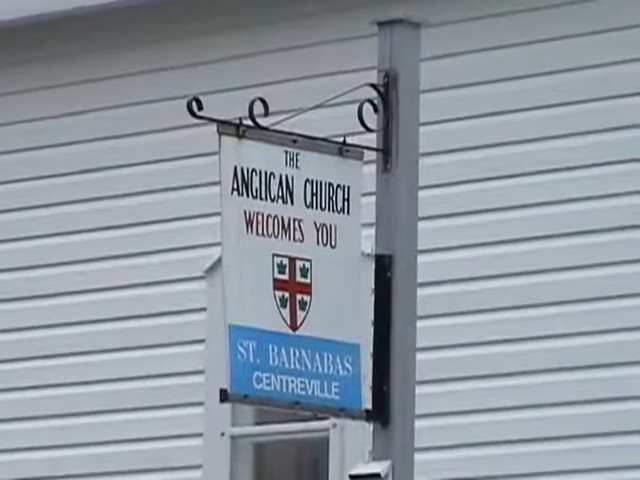 THE
ANGLICAN CHURCH
WELCOMES YOU
ST. BARNABAS
CENTREVILLE